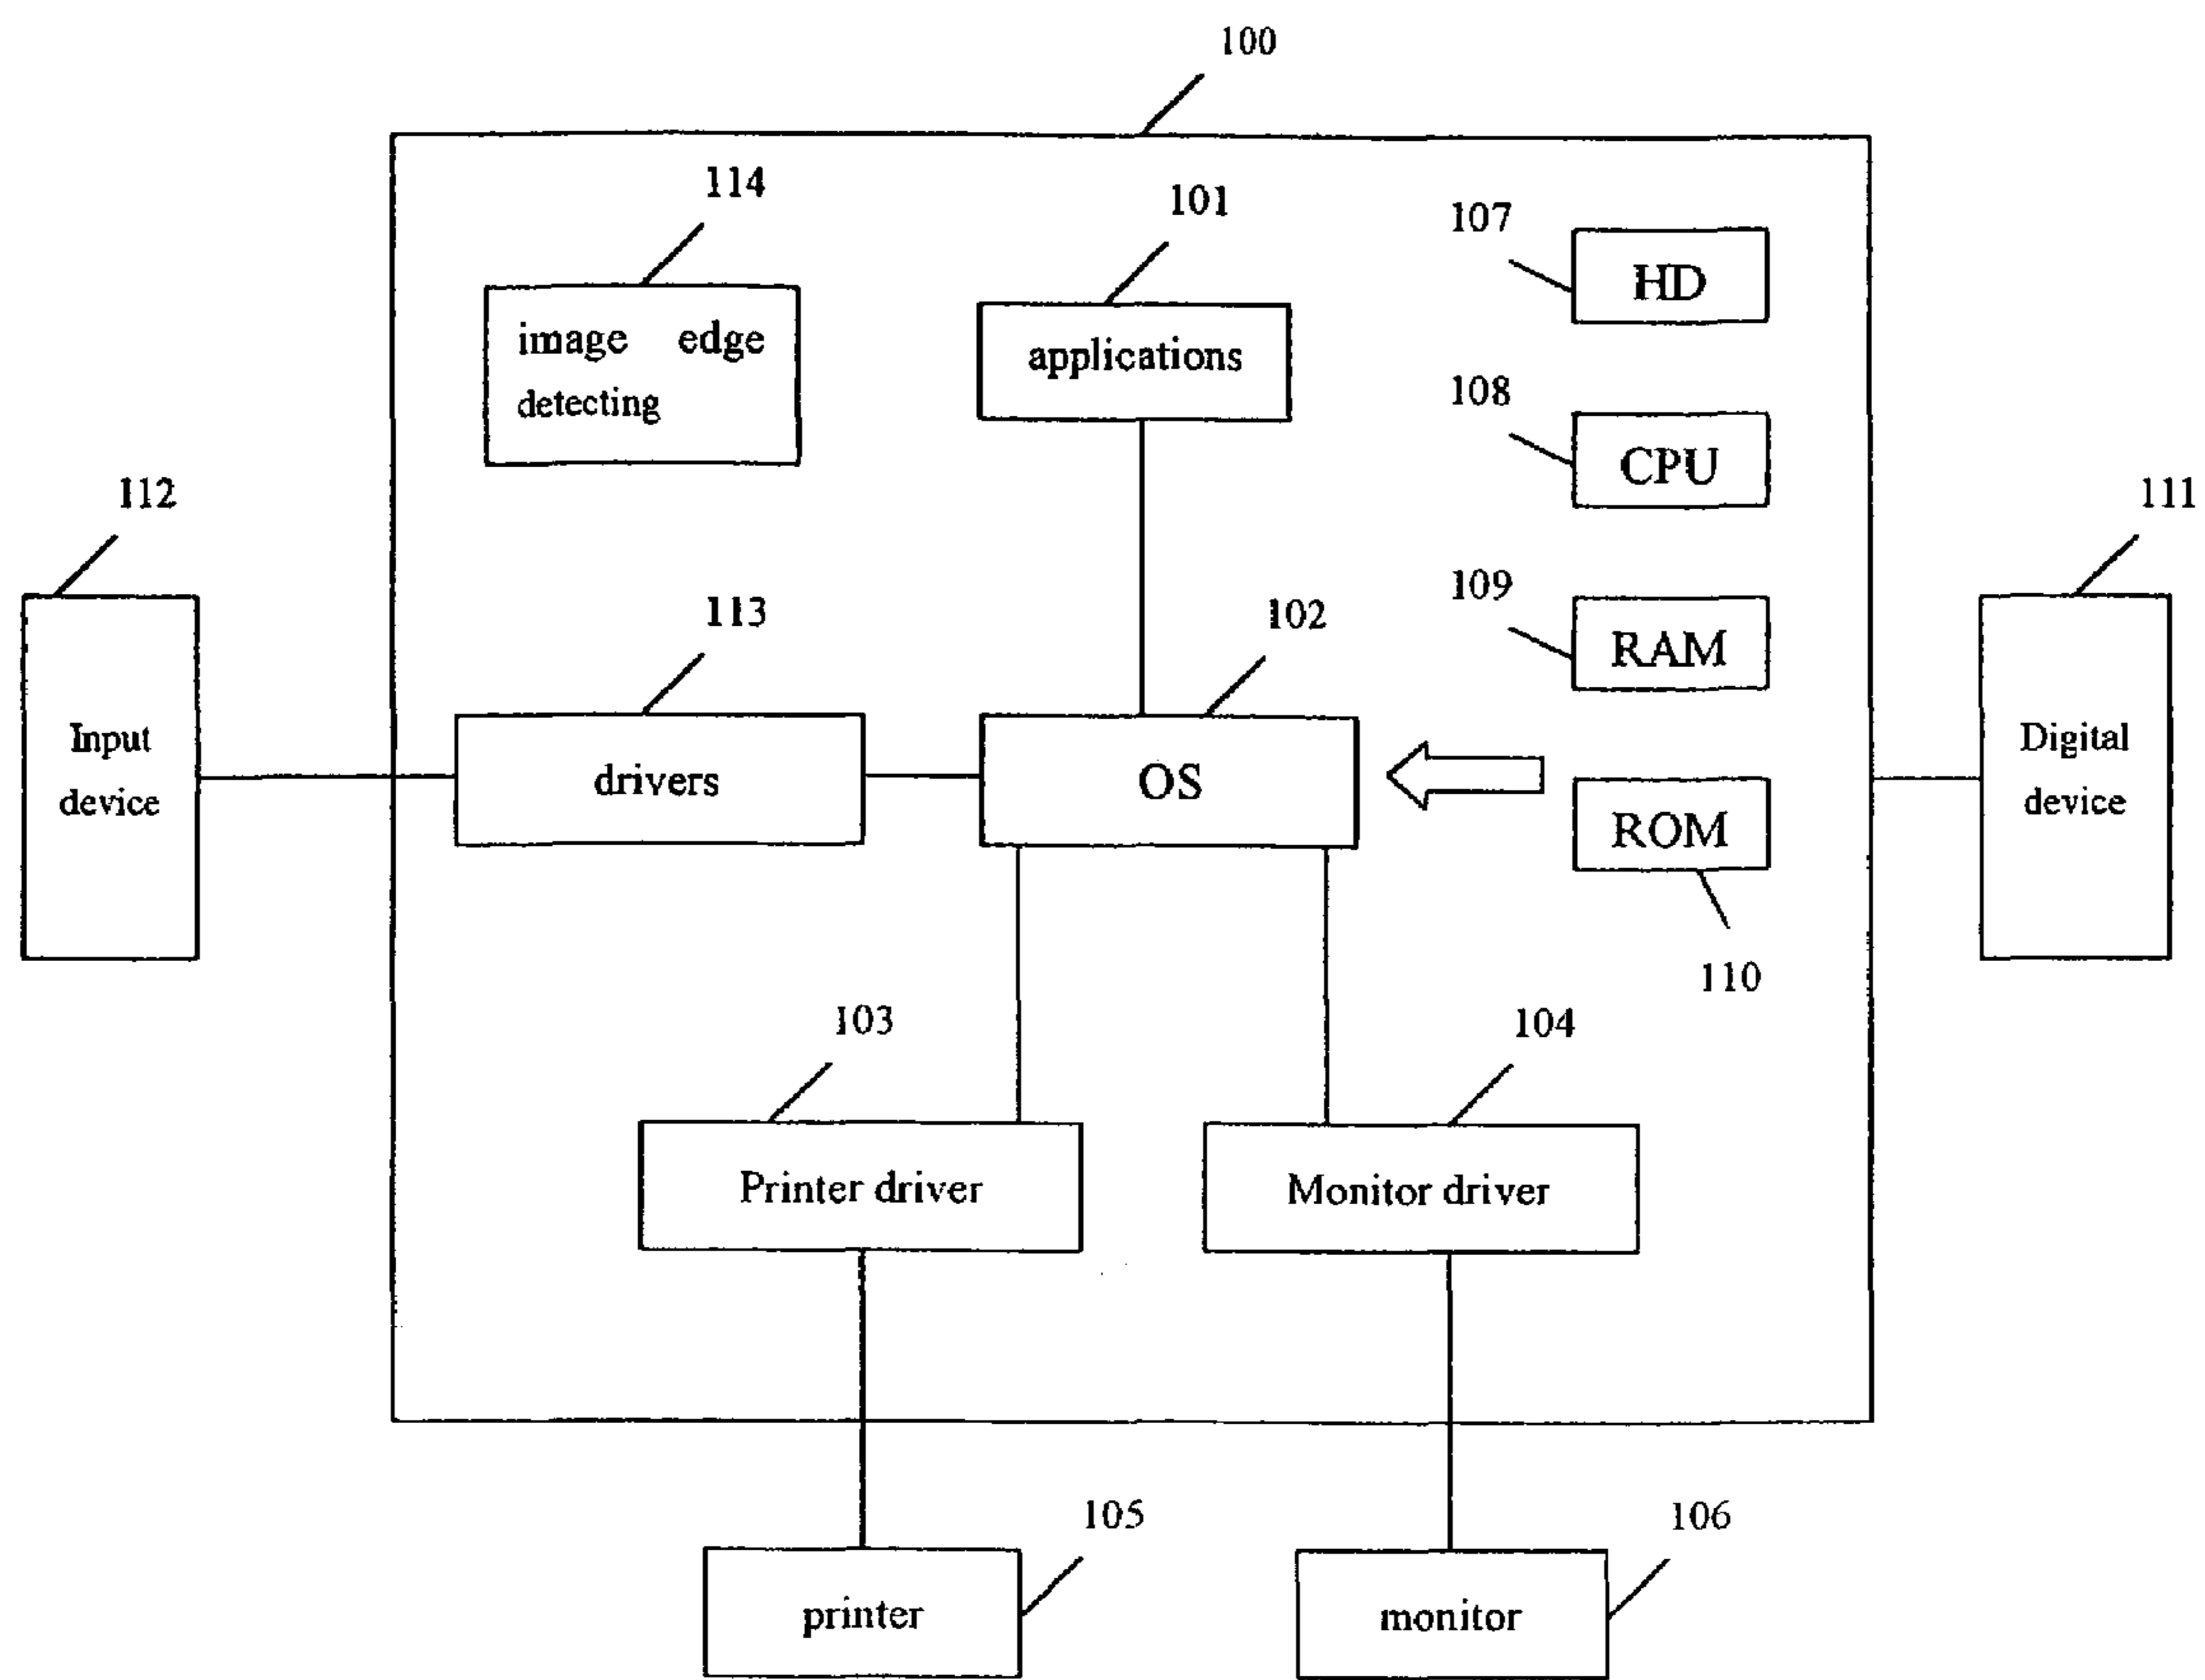 100
114
101
107
HD
image edge
detecting
applications
108
CPU
112
111
113
102
109
RAM
Input
device
drivers
OS
Digital
device
ROM
110
103
104
Printer driver
Monitor driver
105
106
printer
monitor